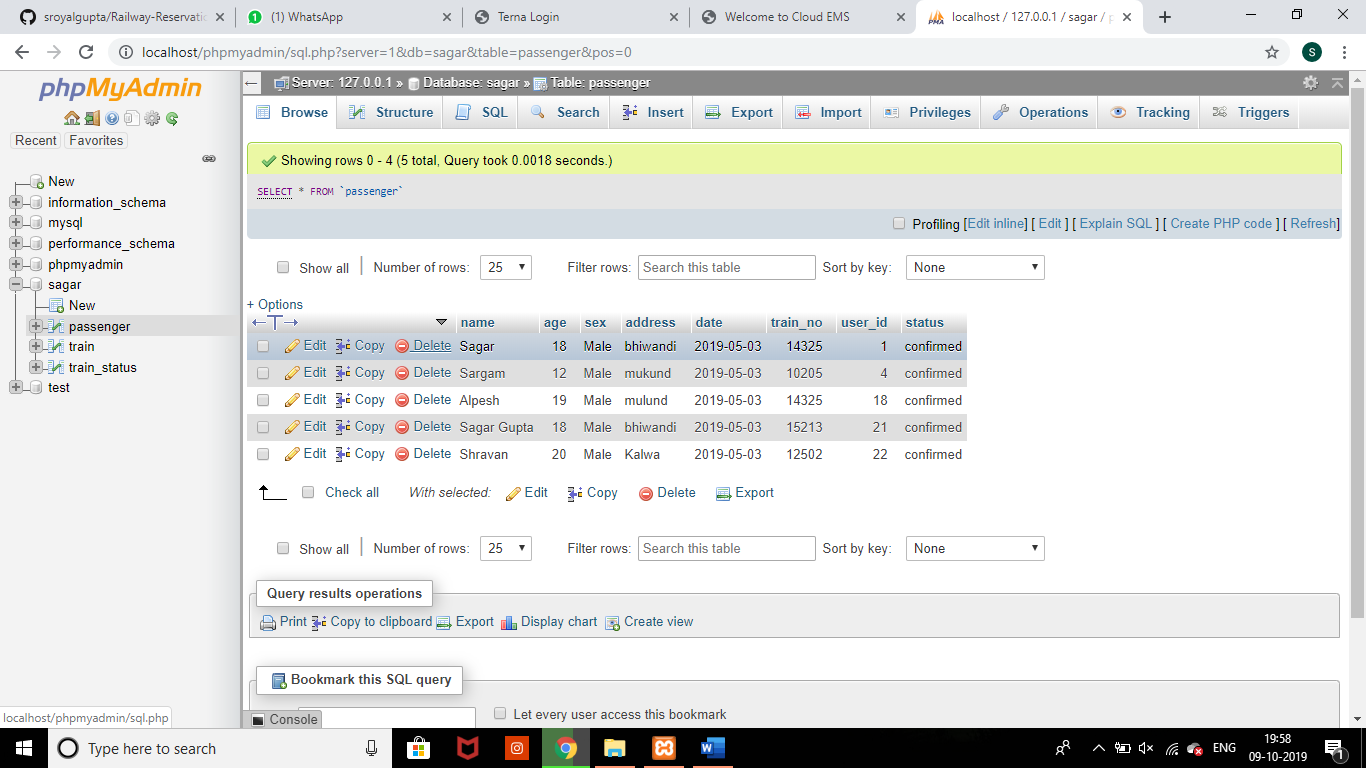 sroyalgupta/Railway-Reservatio
(1) WhatsApp
Terna Login
Welcome to Cloud EMS
localhost / 127.0.0.1 / sagar / p
localhost/phpmyadmin/sql.php?server=1&db=sagar&table=passenger&pos=0
S
phpMyAdmin
Recent Favorites
New
information_schema
mysql
performance_schema
phpmyadmin
sagar
New
passenger
train
train_status
test
Server: 127.0.0.1 » Database: sagar » Table: passenger
Browse Structure SQL Search Insert Export Import Privileges Operations Tracking Triggers
Showing rows 0 - 4 (5 total, Query took 0.0018 seconds.)
SELECT * FROM `passenger`
Profiling [Edit inline] [ Edit ] [ Explain SQL ] [ Create PHP code ] [ Refresh]
Show all Number of rows: 25 Filter rows: Search this table Sort by key: None
+ Options
←T→ name age sex address date train_no user_id status
Edit Copy Delete Sagar 18 Male bhiwandi 2019-05-03 14325 1 confirmed
Edit Copy Delete Sargam 12 Male mukund 2019-05-03 10205 4 confirmed
Edit Copy Delete Alpesh 19 Male mulund 2019-05-03 14325 18 confirmed
Edit Copy Delete Sagar Gupta 18 Male bhiwandi 2019-05-03 15213 21 confirmed
Edit Copy Delete Shravan 20 Male Kalwa 2019-05-03 12502 22 confirmed
Check all With selected: Edit Copy Delete Export
Show all Number of rows: 25 Filter rows: Search this table Sort by key: None
Query results operations
Print Copy to clipboard Export Display chart Create view
Bookmark this SQL query
Let every user access this bookmark
Console
localhost/phpmyadmin/sql.php
Type here to search
ENG
19:58
09-10-2019
1